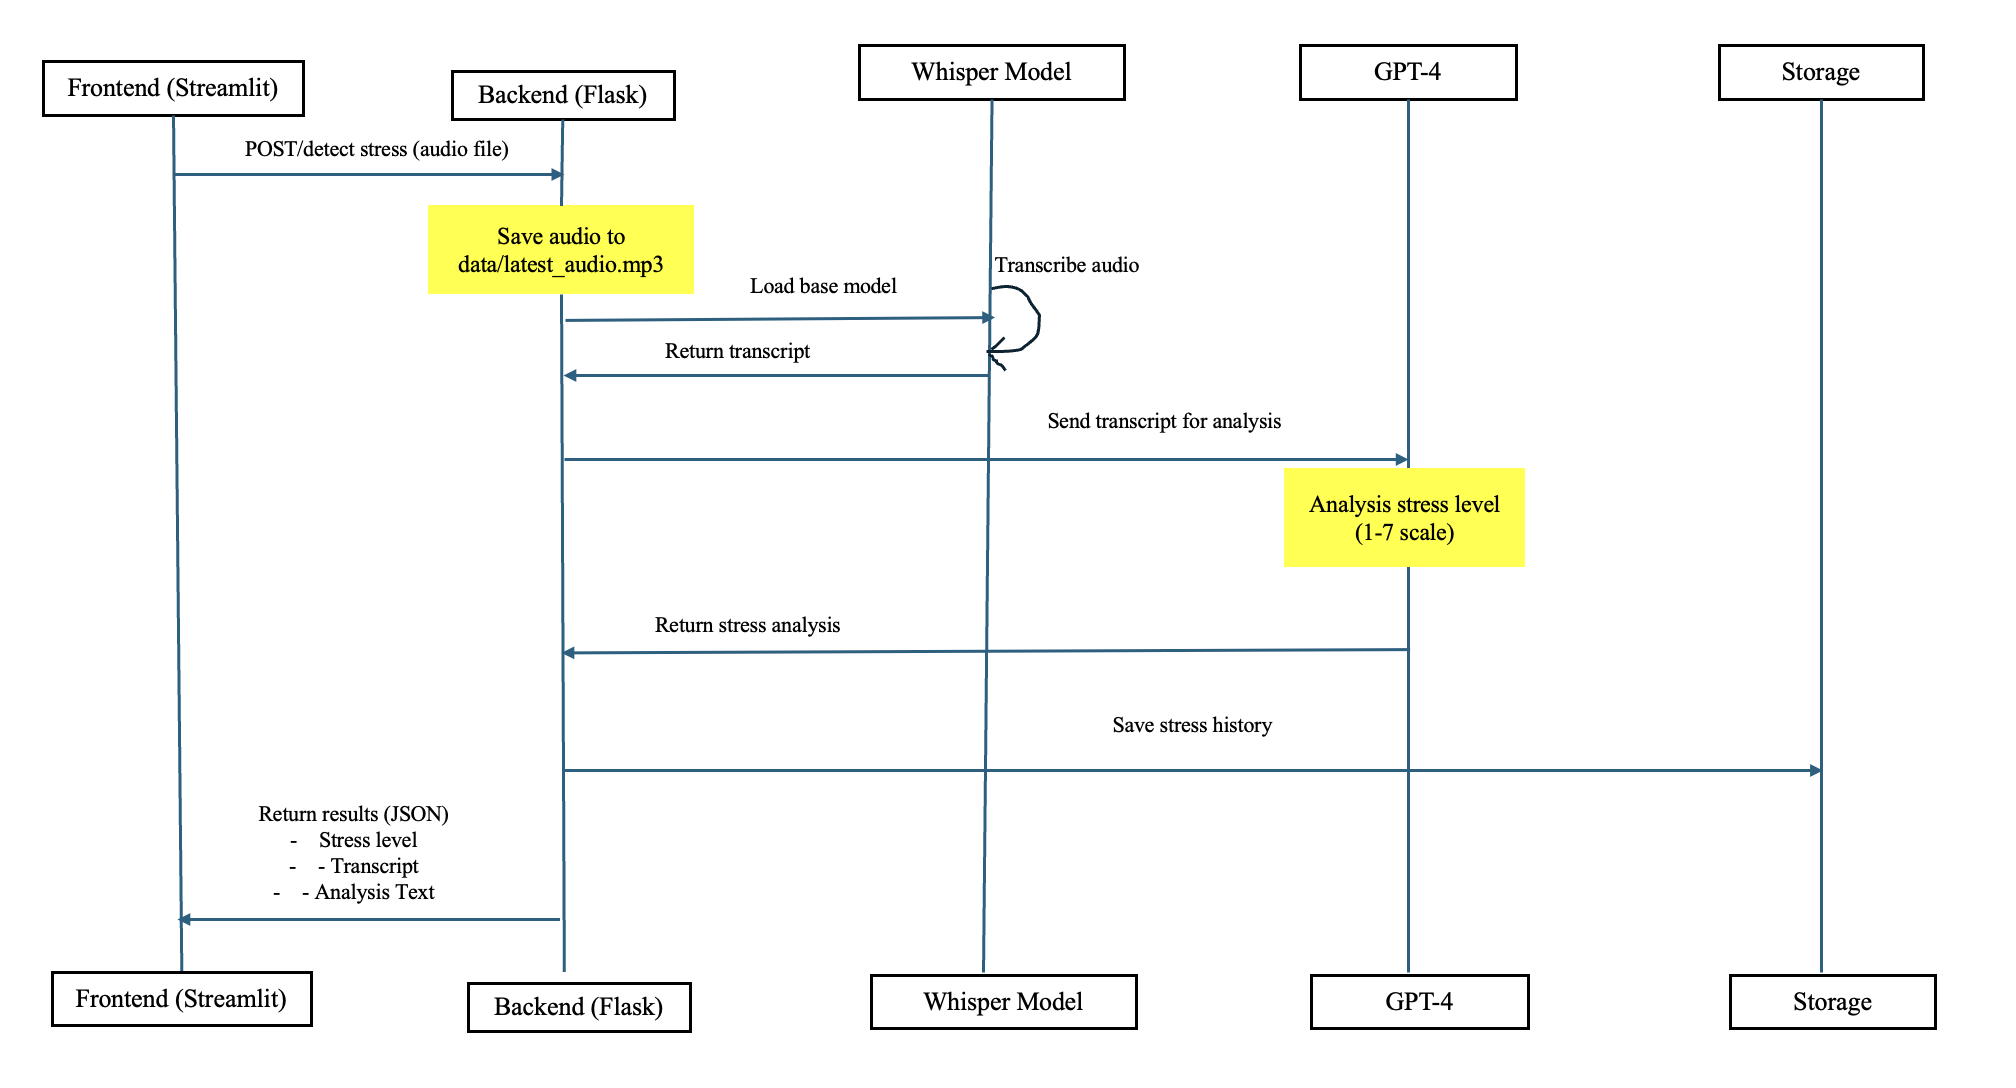 Frontend (Streamlit)
Backend (Flask)
Whisper Model
GPT-4
Storage
POST/detect stress (audio file)
Save audio to
data/latest_audio.mp3
Transcribe audio
Load base model
Return transcript
Send transcript for analysis
Analysis stress level
(1-7 scale)
Return stress analysis
Save stress history
Return results (JSON)
- Stress level
- - Transcript
- - Analysis Text
Frontend (Streamlit)
Backend (Flask)
Whisper Model
GPT-4
Storage